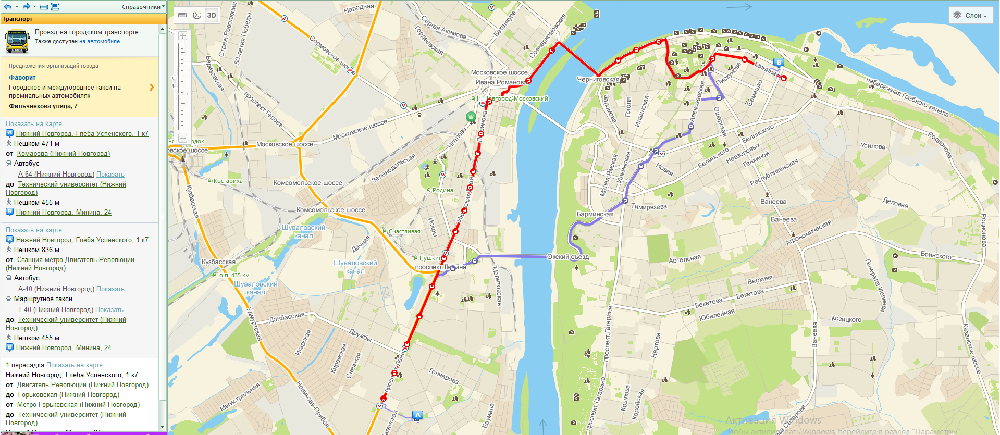 Справочники
Транспорт
Проезд на городском транспорте
Также доступен на автомобиле.
Предложения организаций города
Фаворит
Городское и междугороднее такси на
премиальных автомобилях
Фильченкова улица, 7
Показать на карте
A Нижний Новгород, Глеба Успенского, 1 к7
Пешком 471 м
от Комарова (Нижний Новгород)
Автобус
А-64 (Нижний Новгород) Показать
до Технический университет (Нижний
Новгород)
Пешком 455 м
B Нижний Новгород, Минина, 24
Показать на карте
A Нижний Новгород, Глеба Успенского, 1 к7
Пешком 836 м
от Станция метро Двигатель Революции
(Нижний Новгород)
Автобус
А-40 (Нижний Новгород) Показать
Маршрутное такси
Т-40 (Нижний Новгород) Показать
до Технический университет (Нижний
Новгород)
Пешком 455 м
B Нижний Новгород, Минина, 24
1 пересадка Показать на карте
Нижний Новгород, Глеба Успенского, 1 к7
от Двигатель Революции (Нижний Новгород)
до Горьковская (Нижний Новгород)
от Метро Горьковская (Нижний Новгород)
до Технический университет (Нижний
Новгород)
3D
Слои
Народная
Страж Революции
50-летия Победы
Березовская
Сормовское шоссе
Сергея Акимова
Гордеевская
Бетанкура
Совнаркомовская
Московское шоссе
Ивана Романова
Н. Новгород-Московский
Черниговская
проспект Героев
Московское шоссе
Московское шоссе
Чкалова
Костариха
Зеленодольская
Комсомольское шоссе
Родина
Кузбасская
Комсомольское шоссе
Искры
Шуваловский
канал
Счастливая
Дачная
Кузбасская
Шуваловский
канал
о.п. 435 км
Шуваловский
канал
проспект Ленина
Молитовская
Окский съезд
Удмуртская
Донбасская
Дружбы
Игарская
Кировская
Снежная
Гончарова
Магистральная
Новикова-Прибоя
Баумана
A
B
Минина
Пискунова
Семашко
Алексеевская
Ошарская
Заломова
Гоголя
Ильинская
Белинского
Белинского
Невзоровых
Генкиной
Республиканская
Новая
Малая Ямская
Ильинская
Тимирязева
Барминская
набережная Гребного канала
Родионова
Усилова
Ванеева
Ванеева
Деловая
Агрономическая
Родионова
Бринского
Артельная
Верхняя
Генерала Ивлиева
Бекетова
Бекетова
Юбилейная
Козицкого
проспект Гагарина
Нартова
Ванеева
Казанское шоссе
проспект Гагарина
Крылова
Корейская
Активация Windows
Чтобы активировать Windows, перейдите в раздел "Параметры".